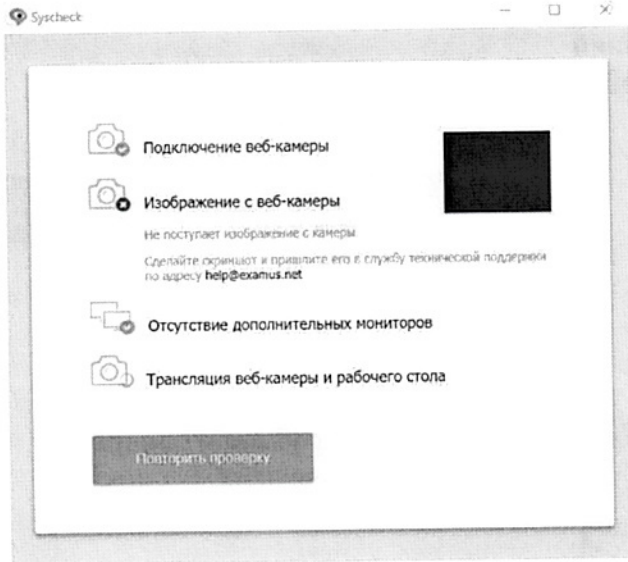 Syscheck
Подключение веб-камеры
Изображение с веб-камеры
Не поступает изображение с камеры
Сделайте скриншот и пришлите его в службу технической поддержки
по адресу help@examus.net
Отсутствие дополнительных мониторов
Трансляция веб-камеры и рабочего стола
Повторить проверку